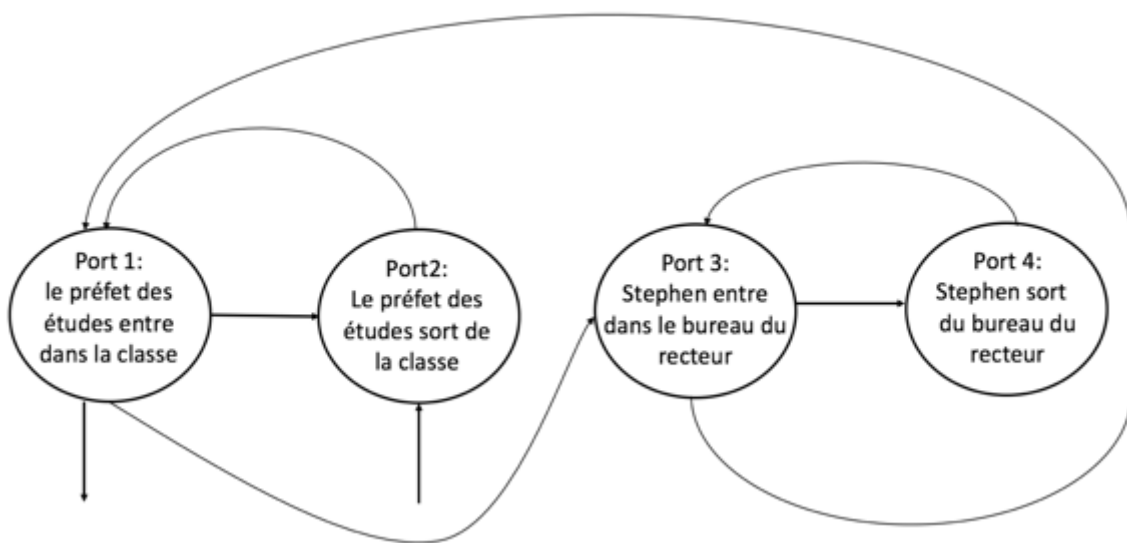 Port 1:
le préfet des
études entre
dans la classe
Port2:
Le préfet des
études sort de
la classe
Port 3:
Stephen entre
dans le bureau du
recteur
Port 4:
Stephen sort
du bureau du
recteur